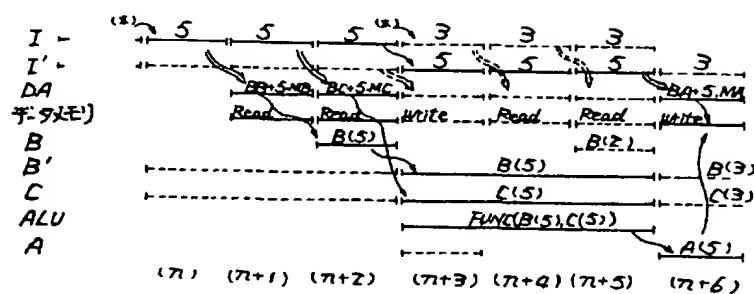 (※) 5 5 5 (※) 3 3 3
I
I' 5 5 5 3
DA BB+5.MB BC+5.MC BA+5.MA
データメモリ Read Read Write Read Read Write
B B(5) B(2)
B' B(5) B(3)
C C(5) C(3)
ALU FUNC(B(5),C(5))
A A(5)
(n) (n+1) (n+2) (n+3) (n+4) (n+5) (n+6)